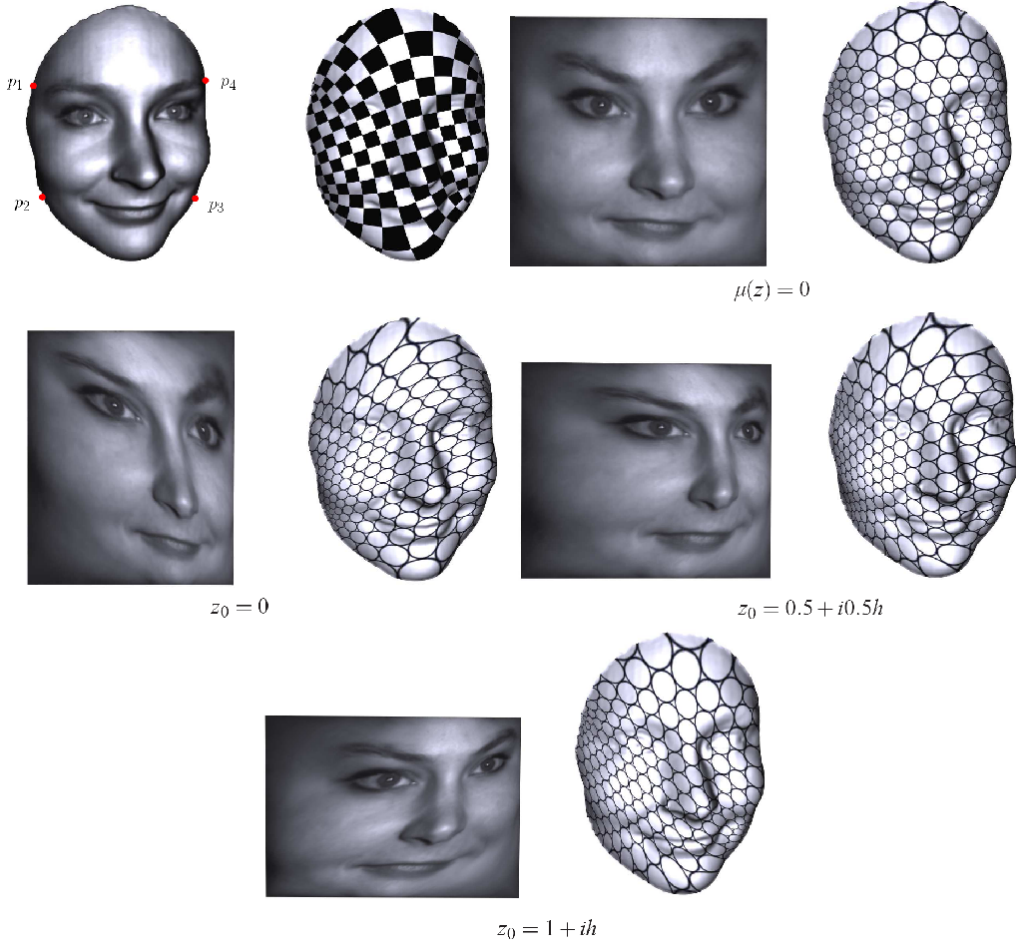 p₁
p₄
p₂
p₃
μ(z) = 0
z₀ = 0
z₀ = 0.5 + i0.5h
z₀ = 1 + ih